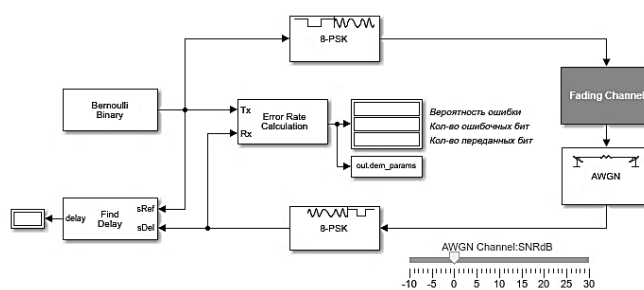 8-PSK
Bernoulli
Binary
Tx
Rx
Error Rate
Calculation
Вероятность ошибки
Кол-во ошибочных бит
Кол-во переданных бит
out.dem_params
Fading Channel
AWGN
delay
Find
Delay
sRef
sDel
8-PSK
AWGN Channel:SNRdB
-10 -5 0 5 10 15 20 25 30